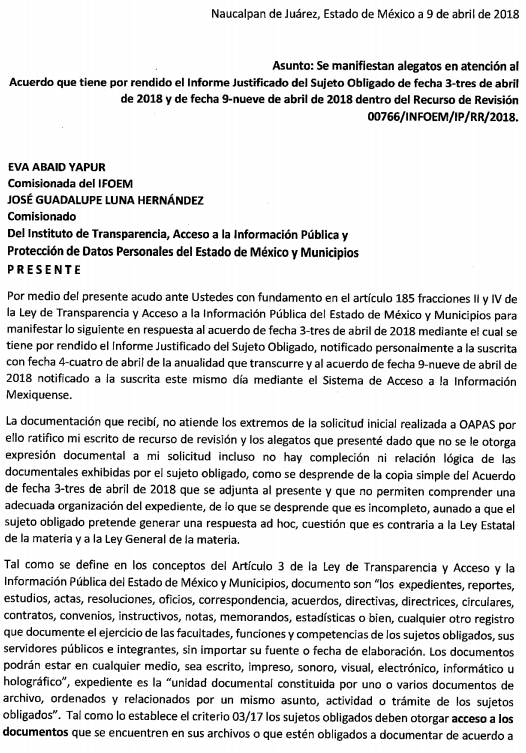 Naucalpan de Juárez, Estado de México a 9 de abril de 2018
Asunto: Se manifiestan alegatos en atención al
Acuerdo que tiene por rendido el Informe Justificado del Sujeto Obligado de fecha 3-tres de abril
de 2018 y de fecha 9-nueve de abril de 2018 dentro del Recurso de Revisión
00766/INFOEM/IP/RR/2018.
EVA ABAID YAPUR
Comisionada del IFOEM
JOSÉ GUADALUPE LUNA HERNÁNDEZ
Comisionado
Del Instituto de Transparencia, Acceso a la Información Pública y
Protección de Datos Personales del Estado de México y Municipios
P R E S E N T E
Por medio del presente acudo ante Ustedes con fundamento en el artículo 185 fracciones II y IV de
la Ley de Transparencia y Acceso a la Información Pública del Estado de México y Municipios para
manifestar lo siguiente en respuesta al acuerdo de fecha 3-tres de abril de 2018 mediante el cual se
tiene por rendido el Informe Justificado del Sujeto Obligado, notificado personalmente a la suscrita
con fecha 4-cuatro de abril de la anualidad que transcurre y al acuerdo de fecha 9-nueve de abril de
2018 notificado a la suscrita este mismo día mediante el Sistema de Acceso a la Información
Mexiquense.
La documentación que recibí, no atiende los extremos de la solicitud inicial realizada a OAPAS por
ello ratifico mi escrito de recurso de revisión y los alegatos que presenté dado que no se le otorga
expresión documental a mi solicitud incluso no hay compleción ni relación lógica de las
documentales exhibidas por el sujeto obligado, como se desprende de la copia simple del Acuerdo
de fecha 3-tres de abril de 2018 que se adjunta al presente y que no permiten comprender una
adecuada organización del expediente, de lo que se desprende que es incompleto, aunado a que el
sujeto obligado pretende generar una respuesta ad hoc, cuestión que es contraria a la Ley Estatal
de la materia y a la Ley General de la materia.
Tal como se define en los conceptos del Artículo 3 de la Ley de Transparencia y Acceso y la
Información Pública del Estado de México y Municipios, documento son “los expedientes, reportes,
estudios, actas, resoluciones, oficios, correspondencia, acuerdos, directivas, directrices, circulares,
contratos, convenios, instructivos, notas, memorandos, estadísticas o bien, cualquier otro registro
que documente el ejercicio de las facultades, funciones y competencias de los sujetos obligados, sus
servidores públicos e integrantes, sin importar su fuente o fecha de elaboración. Los documentos
podrán estar en cualquier medio, sea escrito, impreso, sonoro, visual, electrónico, informático u
holográfico”, expediente es la “unidad documental constituida por uno o varios documentos de
archivo, ordenados y relacionados por un mismo asunto, actividad o trámite de los sujetos
obligados”. Tal como lo establece el criterio 03/17 los sujetos obligados deben otorgar acceso a los
documentos que se encuentren en sus archivos o que estén obligados a documentar de acuerdo a